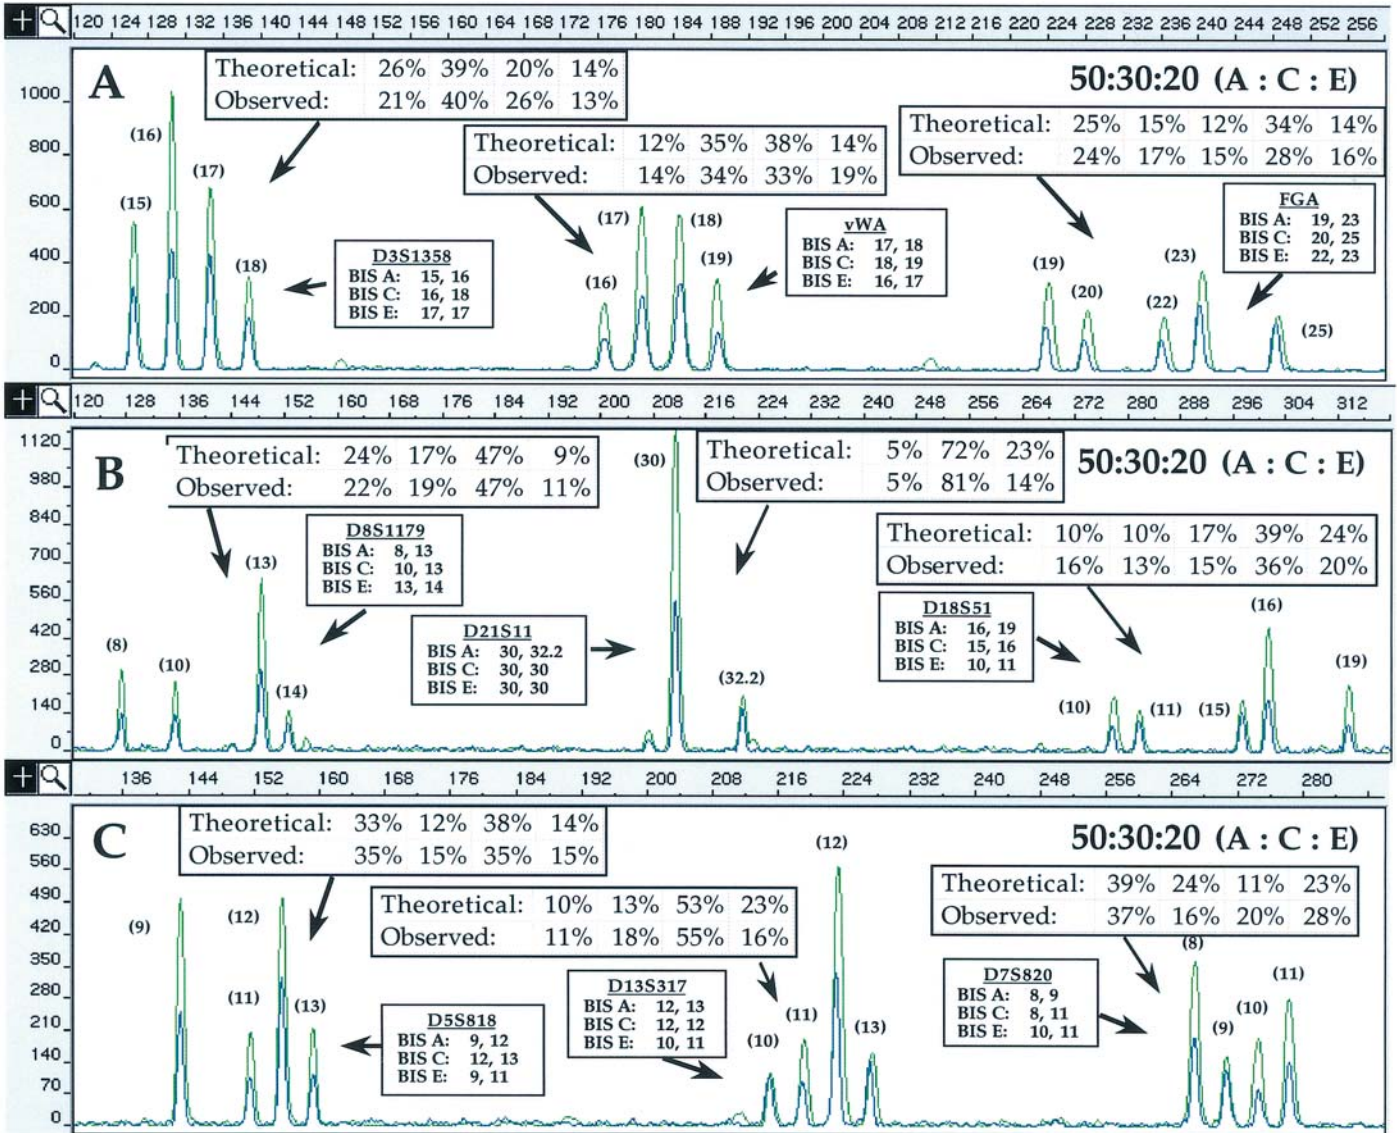 120 124 128 132 136 140 144 148 152 156 160 164 168 172 176 180 184 188 192 196 200 204 208 212 216 220 224 228 232 236 240 244 248 252 256
A
50:30:20 (A : C : E)
Theoretical: 26% 39% 20% 14%
Observed: 21% 40% 26% 13%
Theoretical: 12% 35% 38% 14%
Observed: 14% 34% 33% 19%
Theoretical: 25% 15% 12% 34% 14%
Observed: 24% 17% 15% 28% 16%
1000
800
600
400
200
0
(15)
(16)
(17)
(18)
D3S1358
BIS A: 15, 16
BIS C: 16, 18
BIS E: 17, 17
(16)
(17)
(18)
(19)
vWA
BIS A: 17, 18
BIS C: 18, 19
BIS E: 16, 17
(19)
(20)
(22)
(23)
(25)
FGA
BIS A: 19, 23
BIS C: 20, 25
BIS E: 22, 23
120 128 136 144 152 160 168 176 184 192 200 208 216 224 232 240 248 256 264 272 280 288 296 304 312
B
50:30:20 (A : C : E)
Theoretical: 24% 17% 47% 9%
Observed: 22% 19% 47% 11%
Theoretical: 5% 72% 23%
Observed: 5% 81% 14%
Theoretical: 10% 10% 17% 39% 24%
Observed: 16% 13% 15% 36% 20%
1120
980
840
700
560
420
280
140
0
(8)
(10)
(13)
(14)
D8S1179
BIS A: 8, 13
BIS C: 10, 13
BIS E: 13, 14
(30)
(32.2)
D21S11
BIS A: 30, 32.2
BIS C: 30, 30
BIS E: 30, 30
D18S51
BIS A: 16, 19
BIS C: 15, 16
BIS E: 10, 11
(10)
(11)
(15)
(16)
(19)
136 144 152 160 168 176 184 192 200 208 216 224 232 240 248 256 264 272 280
C
50:30:20 (A : C : E)
Theoretical: 33% 12% 38% 14%
Observed: 35% 15% 35% 15%
Theoretical: 10% 13% 53% 23%
Observed: 11% 18% 55% 16%
Theoretical: 39% 24% 11% 23%
Observed: 37% 16% 20% 28%
630
560
490
420
350
280
210
140
70
0
(9)
(11)
(12)
(13)
D5S818
BIS A: 9, 12
BIS C: 12, 13
BIS E: 9, 11
D13S317
BIS A: 12, 13
BIS C: 12, 12
BIS E: 10, 11
(10)
(11)
(12)
(13)
D7S820
BIS A: 8, 9
BIS C: 8, 11
BIS E: 10, 11
(8)
(9)
(10)
(11)